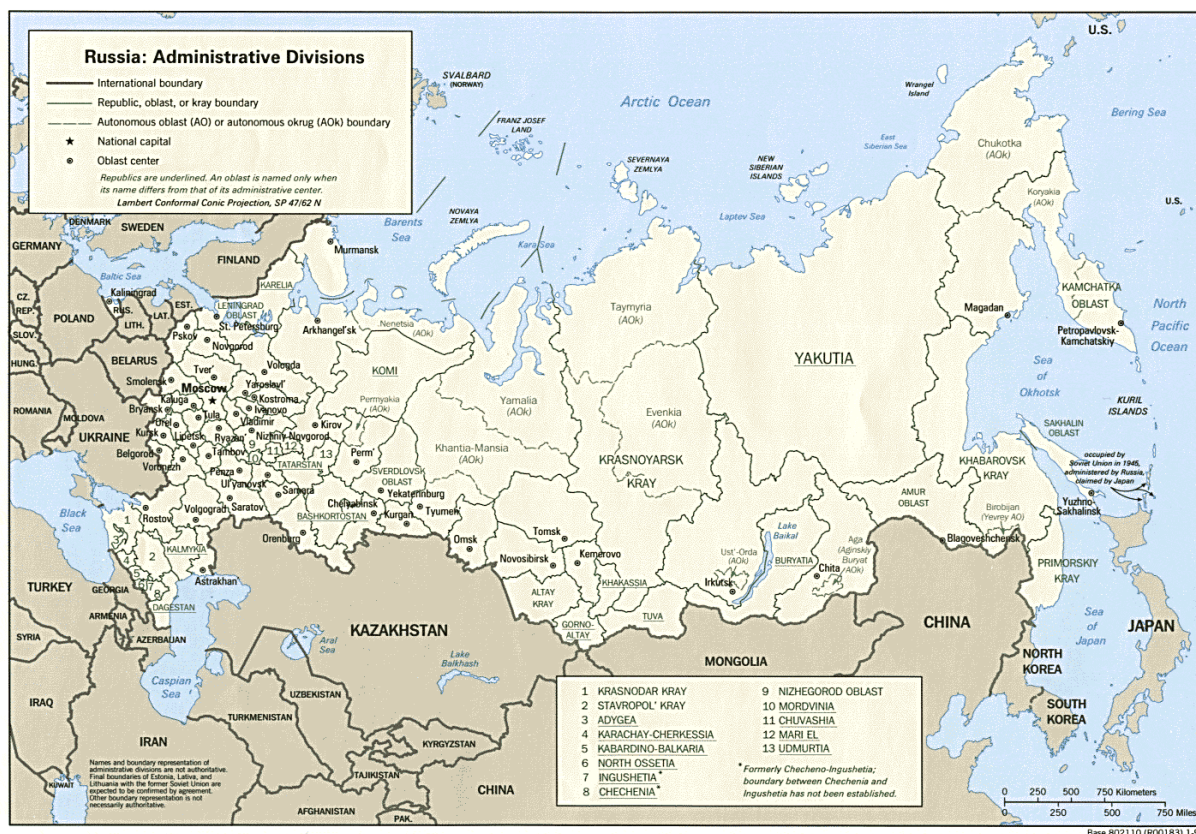 Russia: Administrative Divisions
International boundary
Republic, oblast, or kray boundary
Autonomous oblast (AO) or autonomous okrug (AOk) boundary
National capital
Oblast center
Republics are underlined. An oblast is named only when
its name differs from that of its administrative center.
Lambert Conformal Conic Projection, SP 47/62 N
U.S.
SVALBARD
(NORWAY)
Arctic Ocean
Wrangel
Island
Bering Sea
FRANZ JOSEF
LAND
East
Siberian Sea
Chukotka
(AOk)
SEVERNAYA
ZEMLYA
NEW
SIBERIAN
ISLANDS
Koryakia
(AOk)
U.S.
Laptev Sea
NOVAYA
ZEMLYA
Barents
Sea
Kara Sea
DENMARK
SWEDEN
GERMANY
FINLAND
Murmansk
Baltic Sea
Kaliningrad
KARELIA
KAMCHATKA
OBLAST
CZ.
REP.
POLAND
RUS.
LITH.
LAT.
EST.
LENINGRAD
OBLAST
St. Petersburg
Arkhangel'sk
Nenetsia
(AOk)
Taymyria
(AOk)
Magadan
Petropavlovsk-
Kamchatskiy
North
Pacific
Ocean
SLOV.
HUNG.
Pskov
Novgorod
BELARUS
Smolensk
Tver'
Vologda
KOMI
YAKUTIA
Sea
of
Okhotsk
Moscow
Yaroslavl'
Kostroma
Ivanovo
Permyakia
(AOk)
Yamalia
(AOk)
Evenkia
(AOk)
KURIL
ISLANDS
ROMANIA
MOLDOVA
UKRAINE
Kaluga
Bryansk
Tula
Orel
Vladimir
Kirov
Kursk
Ryazan'
Nizhniy Novgorod
Belgorod
Lipetsk
Tambov
9
10
11
12
13
Perm'
Khantia-Mansia
(AOk)
KRASNOYARSK
KRAY
SAKHALIN
OBLAST
Voronezh
Penza
TATARSTAN
SVERDLOVSK
OBLAST
KHABAROVSK
KRAY
occupied by
Soviet Union in 1945,
administered by Russia,
claimed by Japan
Ul'yanovsk
Samara
Yekaterinburg
Chelyabinsk
Tyumen'
AMUR
OBLAST
Yuzhno-
Sakhalinsk
Black
Sea
1
Rostov
Volgograd
Saratov
BASHKORTOSTAN
Kurgan
Omsk
Tomsk
Lake
Baikal
Birobijan
(Yevrey AO)
Orenburg
Novosibirsk
Kemerovo
Ust'-Orda
(AOk)
BURYATIA
Aga
(Aginskiy
Buryat
AOk)
Blagoveshchensk
3
2
4
5
6
7
8
KALMYKIA
Astrakhan'
DAGESTAN
ALTAY
KRAY
KHAKASSIA
Irkutsk
Chita
PRIMORSKIY
KRAY
TURKEY
GEORGIA
ARMENIA
AZERBAIJAN
GORNO-
ALTAY
TUVA
KAZAKHSTAN
CHINA
Sea
of
Japan
JAPAN
SYRIA
Aral
Sea
Lake
Balkhash
MONGOLIA
NORTH
KOREA
IRAQ
Caspian
Sea
UZBEKISTAN
TURKMENISTAN
SOUTH
KOREA
IRAN
KYRGYZSTAN
TAJIKISTAN
KUWAIT
AFGHANISTAN
PAK.
CHINA
Names and boundary representation of
administrative divisions are not authoritative.
Final boundaries of Estonia, Latvia, and
Lithuania with the former Soviet Union are
expected to be confirmed by agreement.
Other boundary representation is not
necessarily authoritative.
1 KRASNODAR KRAY
2 STAVROPOL' KRAY
3 ADYGEA
4 KARACHAY-CHERKESSIA
5 KABARDINO-BALKARIA
6 NORTH OSSETIA
7 INGUSHETIA*
8 CHECHENIA*
9 NIZHEGOROD OBLAST
10 MORDVINIA
11 CHUVASHIA
12 MARI EL
13 UDMURTIA
*Formerly Checheno-Ingushetia;
boundary between Chechenia and
Ingushetia has not been established.
0 250 500 750 Kilometers
0 250 500 750 Miles